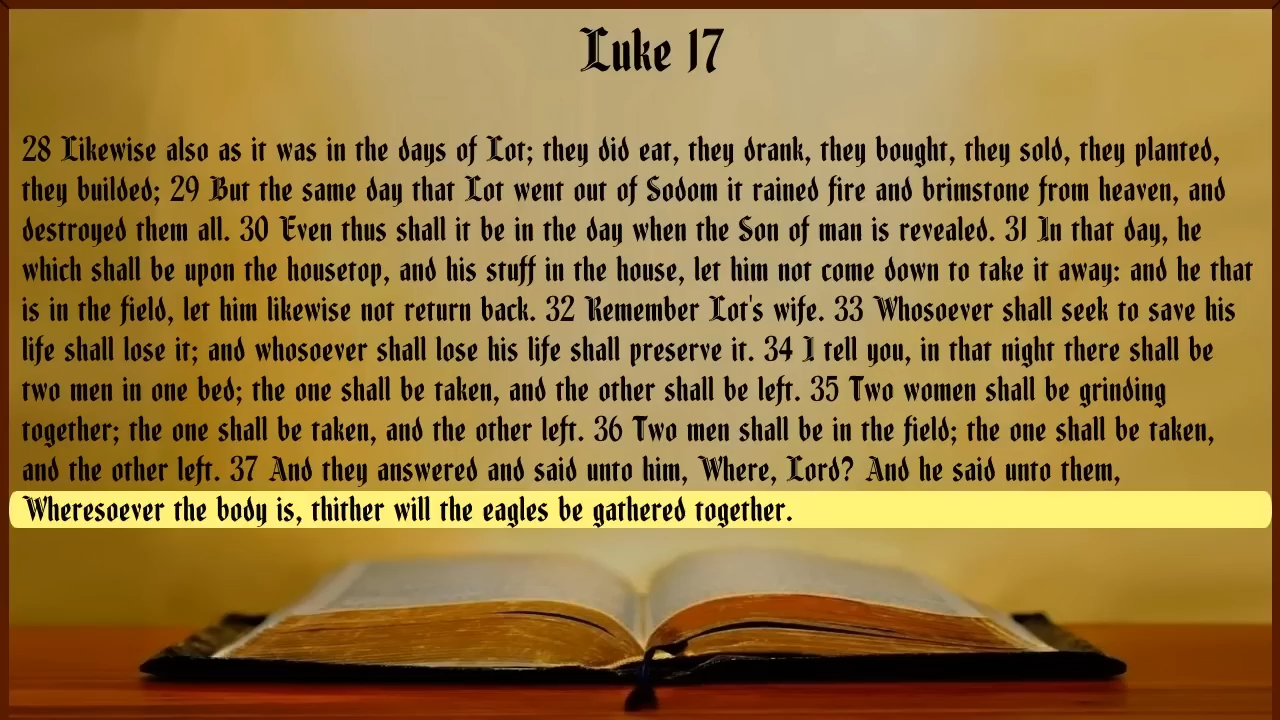 Luke 17
28 Likewise also as it was in the days of Lot; they did eat, they drank, they bought, they sold, they planted,
they builded; 29 But the same day that Lot went out of Sodom it rained fire and brimstone from heaven, and
destroyed them all. 30 Even thus shall it be in the day when the Son of man is revealed. 31 In that day, he
which shall be upon the housetop, and his stuff in the house, let him not come down to take it away: and he that
is in the field, let him likewise not return back. 32 Remember Lot's wife. 33 Whosoever shall seek to save his
life shall lose it; and whosoever shall lose his life shall preserve it. 34 I tell you, in that night there shall be
two men in one bed; the one shall be taken, and the other shall be left. 35 Two women shall be grinding
together; the one shall be taken, and the other left. 36 Two men shall be in the field; the one shall be taken,
and the other left. 37 And they answered and said unto him, Where, Lord? And he said unto them,
Wheresoever the body is, thither will the eagles be gathered together.